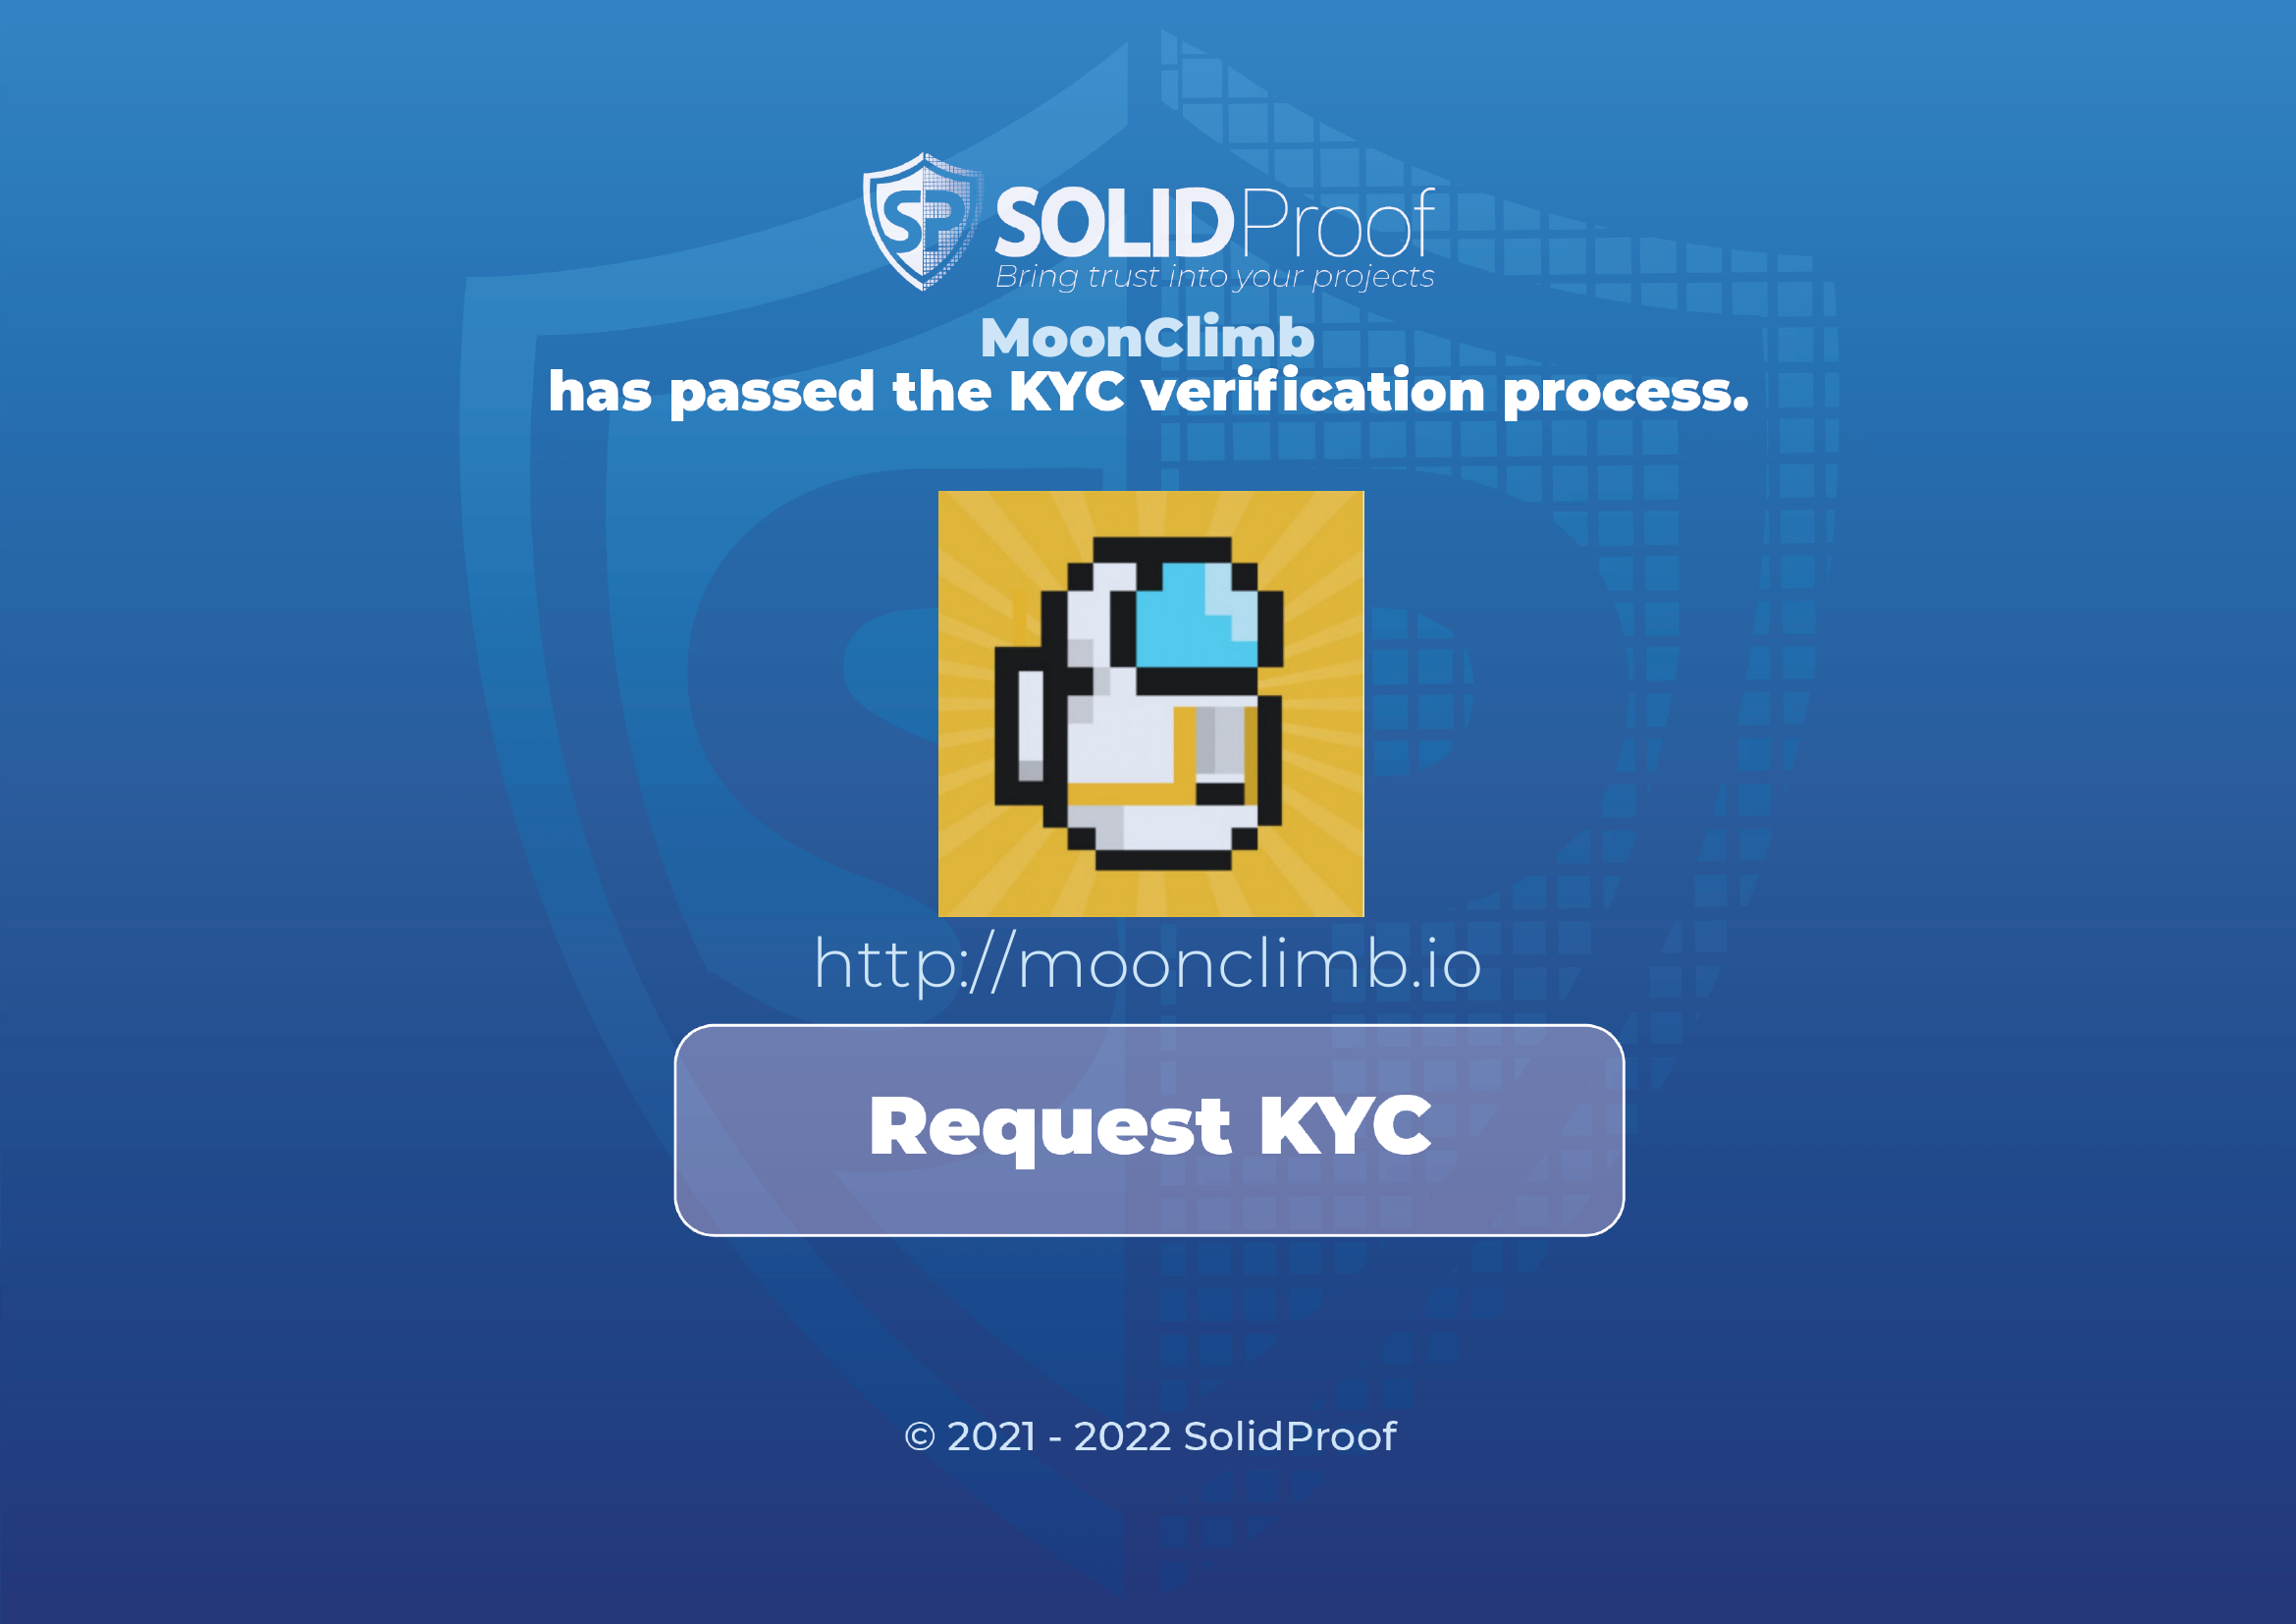 SP
SOLIDProof
Bring trust into your projects
MoonClimb
has passed the KYC verification process.
http://moonclimb.io
Request KYC
© 2021 - 2022 SolidProof